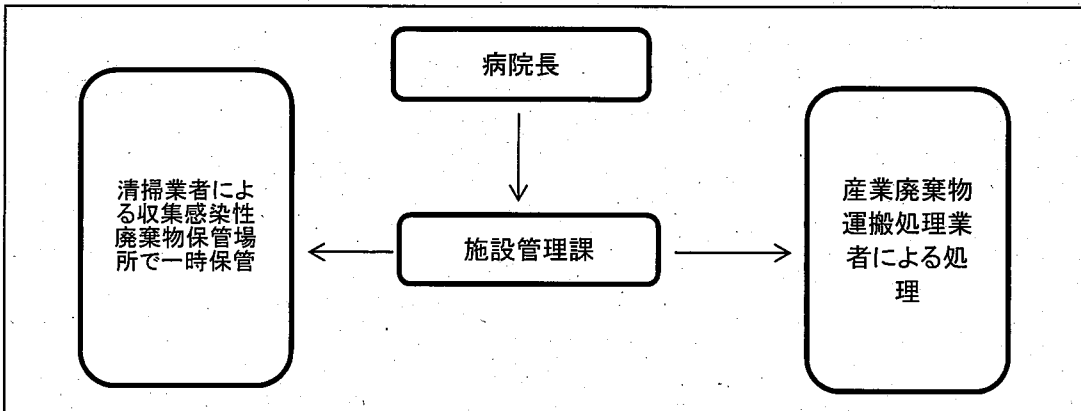 病院長
清掃業者によ
る収集感染性
廃棄物保管場
所で一時保管
施設管理課
産業廃棄物
運搬処理業
者による処
理